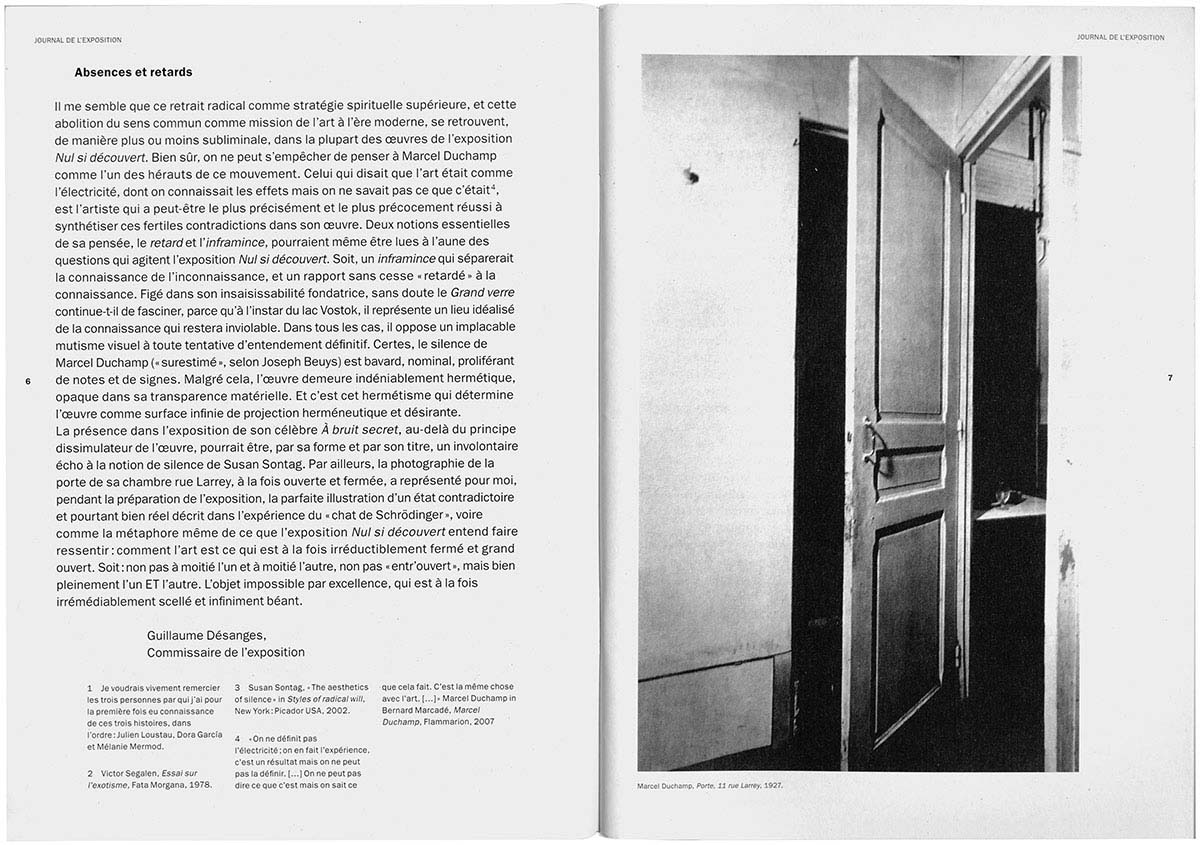 JOURNAL DE L'EXPOSITION
Absences et retards
Il me semble que ce retrait radical comme stratégie spirituelle supérieure, et cette
abolition du sens commun comme mission de l'art à l'ère moderne, se retrouvent,
de manière plus ou moins subliminale, dans la plupart des œuvres de l'exposition
Nul si découvert. Bien sûr, on ne peut s'empêcher de penser à Marcel Duchamp
comme l'un des hérauts de ce mouvement. Celui qui disait que l'art était comme
l'électricité, dont on connaissait les effets mais on ne savait pas ce que c'était⁴,
est l'artiste qui a peut-être le plus précisément et le plus précocement réussi à
synthétiser ces fertiles contradictions dans son œuvre. Deux notions essentielles
de sa pensée, le retard et l'inframince, pourraient même être lues à l'aune des
questions qui agitent l'exposition Nul si découvert. Soit, un inframince qui séparerait
la connaissance de l'inconnaissance, et un rapport sans cesse «retardé» à la
connaissance. Figé dans son insaisissabilité fondatrice, sans doute le Grand verre
continue-t-il de fasciner, parce qu'à l'instar du lac Vostok, il représente un lieu idéalisé
de la connaissance qui restera inviolable. Dans tous les cas, il oppose un implacable
mutisme visuel à toute tentative d'entendement définitif. Certes, le silence de
Marcel Duchamp («surestimé», selon Joseph Beuys) est bavard, nominal, proliférant
de notes et de signes. Malgré cela, l'œuvre demeure indéniablement hermétique,
opaque dans sa transparence matérielle. Et c'est cet hermétisme qui détermine
l'œuvre comme surface infinie de projection herméneutique et désirante.
La présence dans l'exposition de son célèbre À bruit secret, au-delà du principe
dissimulateur de l'œuvre, pourrait être, par sa forme et par son titre, un involontaire
écho à la notion de silence de Susan Sontag. Par ailleurs, la photographie de la
porte de sa chambre rue Larrey, à la fois ouverte et fermée, a représenté pour moi,
pendant la préparation de l'exposition, la parfaite illustration d'un état contradictoire
et pourtant bien réel décrit dans l'expérience du «chat de Schrödinger», voire
comme la métaphore même de ce que l'exposition Nul si découvert entend faire
ressentir : comment l'art est ce qui est à la fois irréductiblement fermé et grand
ouvert. Soit : non pas à moitié l'un et à moitié l'autre, non pas «entr'ouvert», mais bien
pleinement l'un ET l'autre. L'objet impossible par excellence, qui est à la fois
irrémédiablement scellé et infiniment béant.
Guillaume Désanges,
Commissaire de l'exposition
1 Je voudrais vivement remercier
les trois personnes par qui j'ai pour
la première fois eu connaissance
de ces trois histoires, dans
l'ordre : Julien Loustau, Dora García
et Mélanie Mermod.
2 Victor Segalen, Essai sur
l'exotisme, Fata Morgana, 1978.
3 Susan Sontag, «The aesthetics
of silence» in Styles of radical will,
New York : Picador USA, 2002.
4 «On ne définit pas
l'électricité ; on en fait l'expérience.
c'est un résultat mais on ne peut
pas la définir. [...] On ne peut pas
dire ce que c'est mais on sait ce
que cela fait. C'est la même chose
avec l'art. [...]» Marcel Duchamp in
Bernard Marcadé, Marcel
Duchamp, Flammarion, 2007
6
JOURNAL DE L'EXPOSITION
7
Marcel Duchamp, Porte, 11 rue Larrey, 1927.